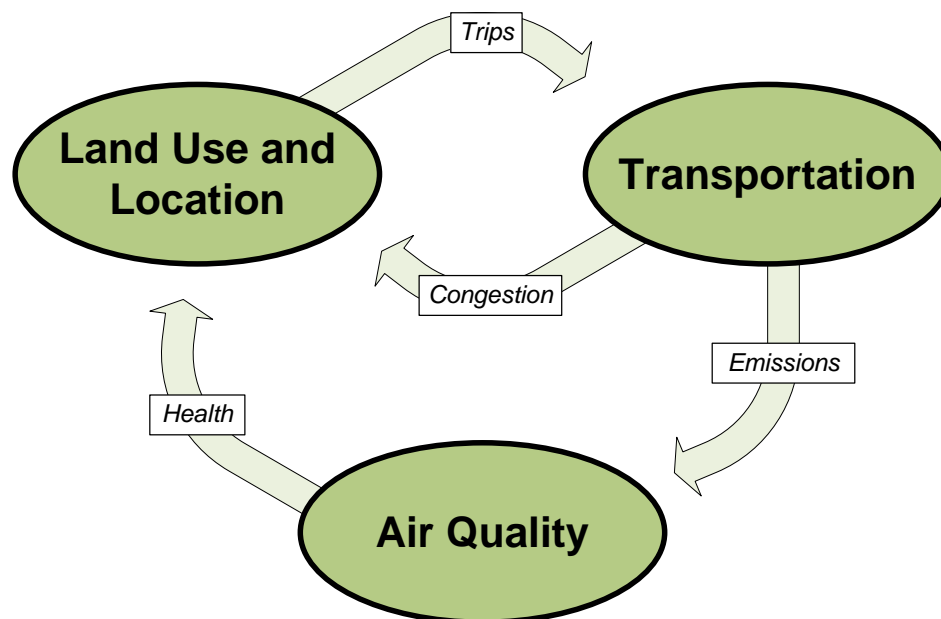 Trips
Land Use and
Location
Transportation
Congestion
Emissions
Health
Air Quality